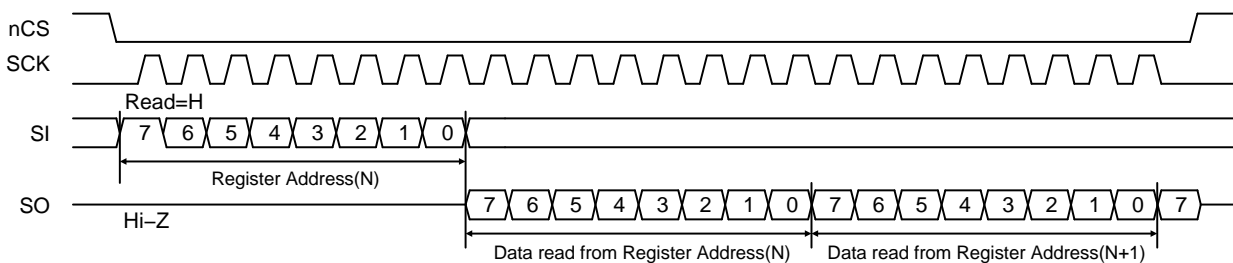 nCS
SCK
Read=H
SI 7 6 5 4 3 2 1 0
Register Address(N)
SO 7 6 5 4 3 2 1 0 7 6 5 4 3 2 1 0 7
Hi–Z
Data read from Register Address(N) Data read from Register Address(N+1)